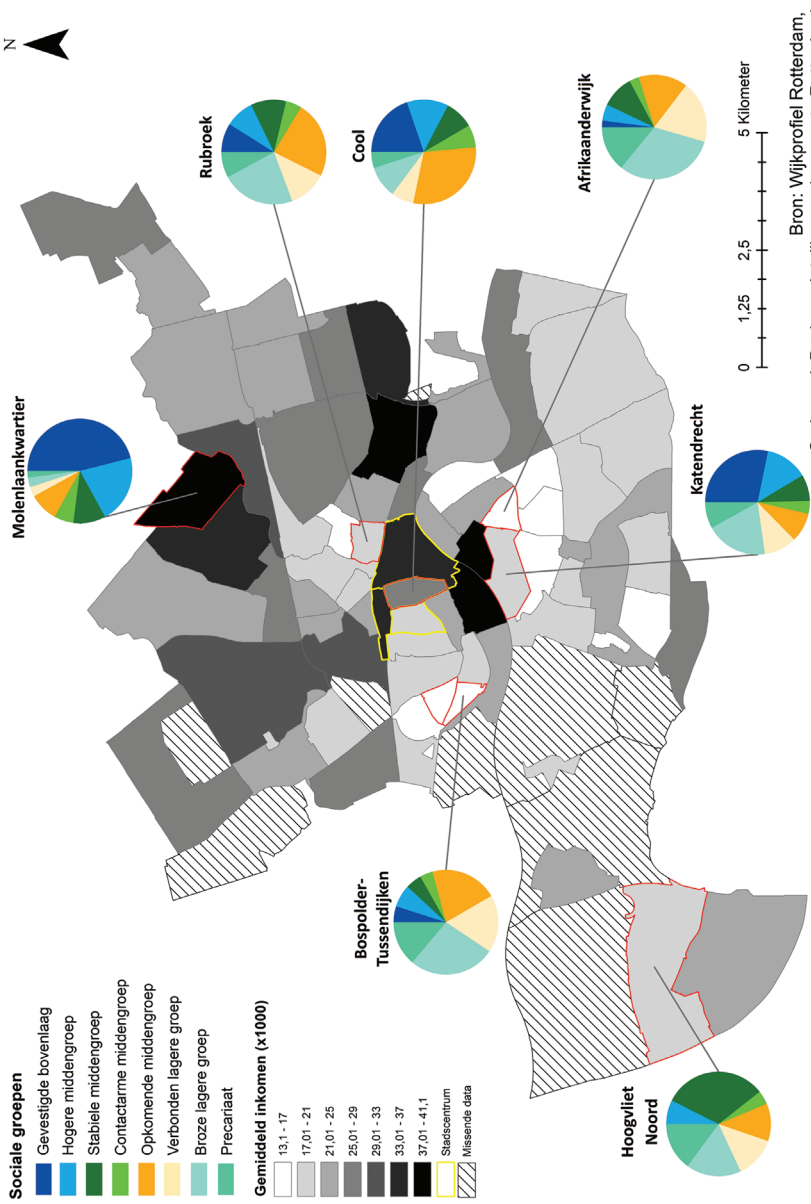 Sociale groepen
Gevestigde bovenlaag
Hogere middengroep
Stabiele middengroep
Contactarme middengroep
Opkomende middengroep
Verbonden lagere groep
Broze lagere groep
Precariaat
Gemiddeld inkomen (x1000)
13,1 - 17
17,01 - 21
21,01 - 25
25,01 - 29
29,01 - 33
33,01 - 37
37,01 - 41,1
Stadscentrum
Missende data
Hoogvliet
Noord
Bospolder-
Tussendijken
Molenlaankwartier
Katendrecht
Rubroek
Cool
Afrikaanderwijk
N
0
1,25
2,5
5 Kilometer
Bron: Wijkprofiel Rotterdam,